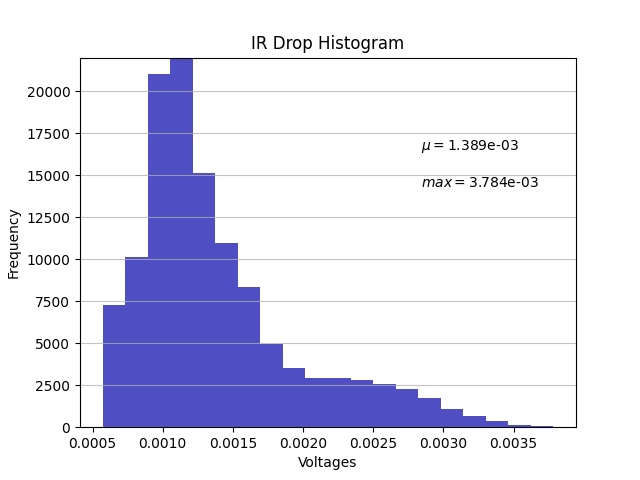 IR Drop Histogram
20000
17500
15000
12500
10000
7500
5000
2500
0
Frequency
μ = 1.389e-03
max = 3.784e-03
0.0005 0.0010 0.0015 0.0020 0.0025 0.0030 0.0035
Voltages